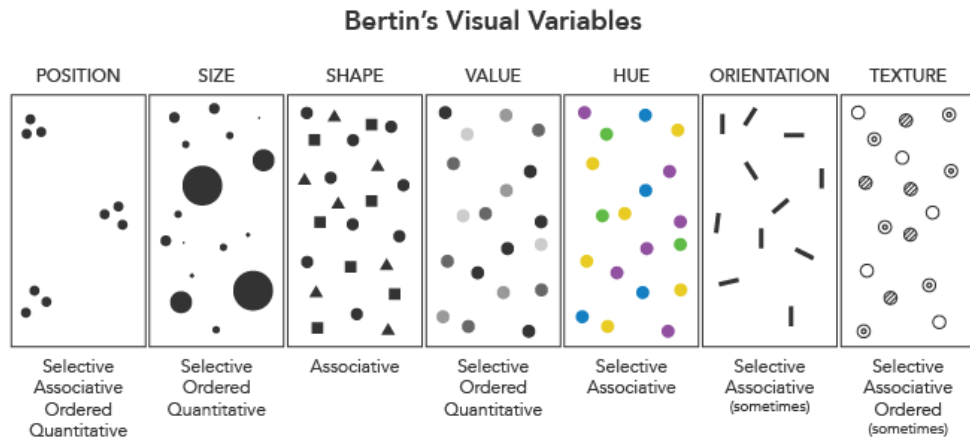 Bertin's Visual Variables
POSITION
SIZE
SHAPE
VALUE
HUE
ORIENTATION
TEXTURE
Selective
Associative
Ordered
Quantitative
Selective
Ordered
Quantitative
Associative
Selective
Ordered
Quantitative
Selective
Associative
Selective
Associative
(sometimes)
Selective
Associative
Ordered
(sometimes)